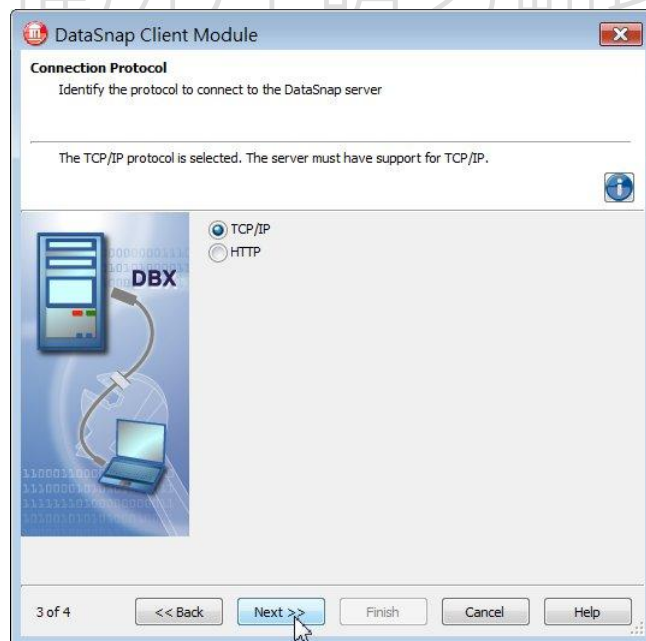 DataSnap Client Module
Connection Protocol
Identify the protocol to connect to the DataSnap server
The TCP/IP protocol is selected. The server must have support for TCP/IP.
TCP/IP
HTTP
DBX
3 of 4
<< Back
Next >>
Finish
Cancel
Help